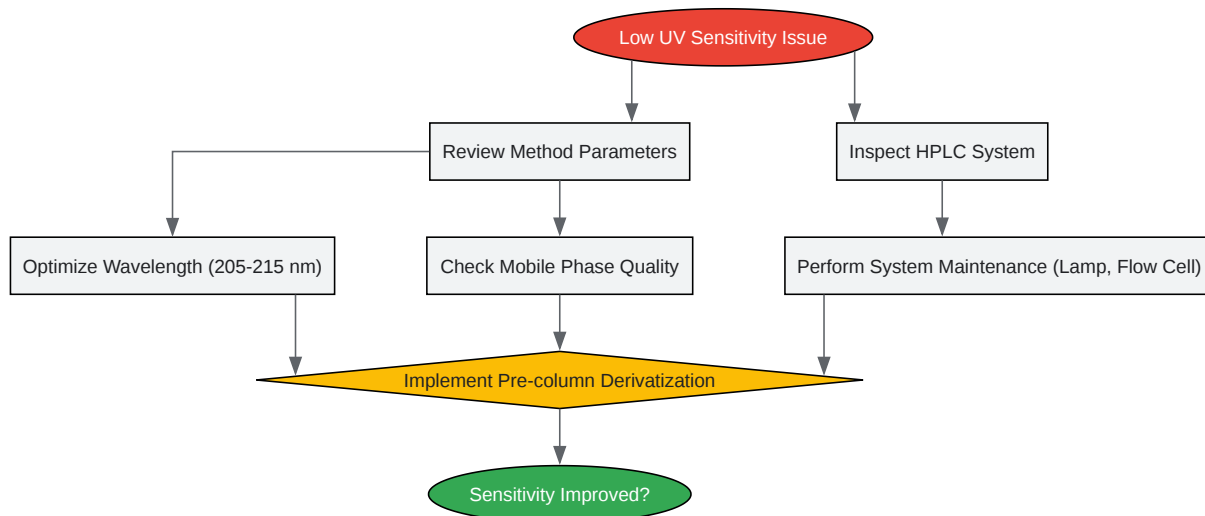 Low UV Sensitivity Issue
Review Method Parameters
Inspect HPLC System
Optimize Wavelength (205-215 nm)
Check Mobile Phase Quality
Perform System Maintenance (Lamp, Flow Cell)
Implement Pre-column Derivatization
Sensitivity Improved?